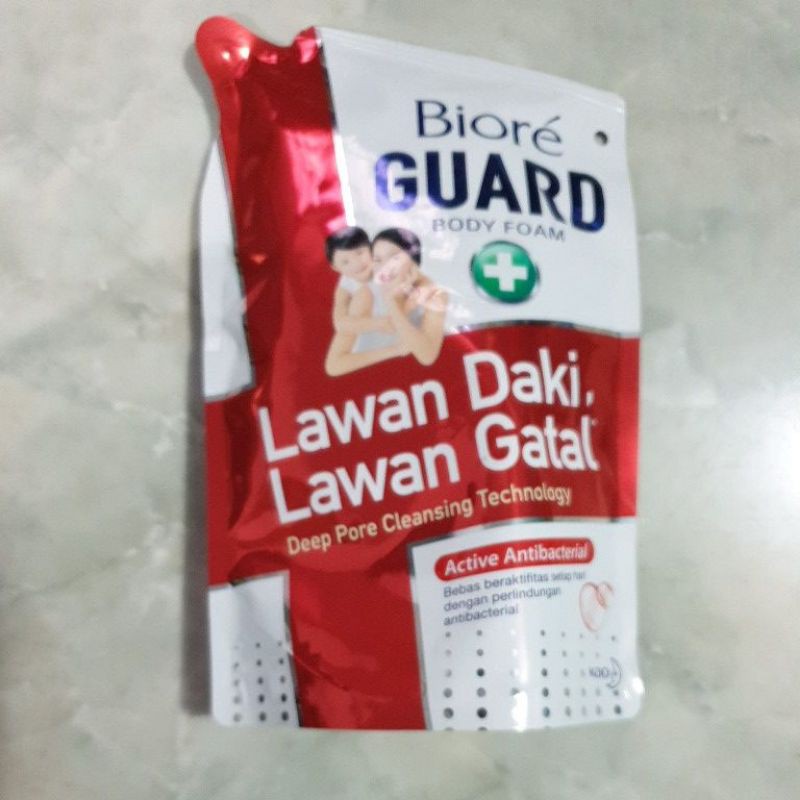 Bioré
GUARD
BODY FOAM
Lawan Daki,
Lawan Gatal*
Deep Pore Cleansing Technology
Active Antibacterial
Bebas beraktifitas setiap hari
dengan perlindungan
antibacterial
Kao